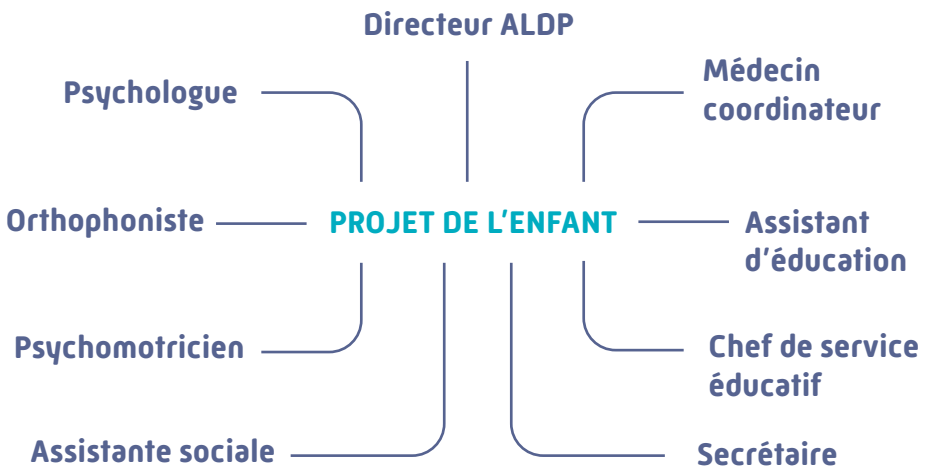 Directeur ALDP
Psychologue
Médecin
coordinateur
Orthophoniste
PROJET DE L'ENFANT
Assistant
d'éducation
Psychomotricien
Chef de service
éducatif
Assistante sociale
Secrétaire